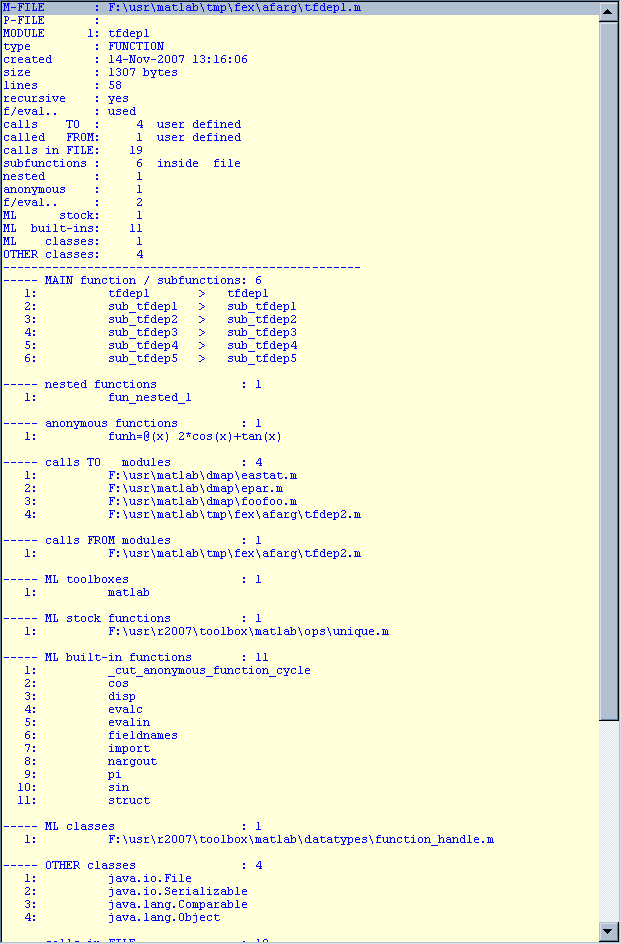 M-FILE : F:\usr\matlab\tmp\fex\afarg\tfdep1.m
P-FILE :
MODULE 1: tfdep1
type : FUNCTION
created : 14-Nov-2007 13:16:06
size : 1307 bytes
lines : 58
recursive : yes
f/eval.. : used
calls TO : 4 user defined
called FROM: 1 user defined
calls in FILE: 19
subfunctions : 6 inside file
nested : 1
anonymous : 1
f/eval.. : 2
ML stock: 1
ML built-ins: 11
ML classes: 1
OTHER classes: 4
---------------------------------------------------
----- MAIN function / subfunctions: 6
1: tfdep1 > tfdep1
2: sub_tfdep1 > sub_tfdep1
3: sub_tfdep2 > sub_tfdep2
4: sub_tfdep3 > sub_tfdep3
5: sub_tfdep4 > sub_tfdep4
6: sub_tfdep5 > sub_tfdep5
----- nested functions : 1
1: fun_nested_1
----- anonymous functions : 1
1: funh=@(x) 2*cos(x)+tan(x)
----- calls TO modules : 4
1: F:\usr\matlab\dmap\eastat.m
2: F:\usr\matlab\dmap\epar.m
3: F:\usr\matlab\dmap\foofoo.m
4: F:\usr\matlab\tmp\fex\afarg\tfdep2.m
----- calls FROM modules : 1
1: F:\usr\matlab\tmp\fex\afarg\tfdep2.m
----- ML toolboxes : 1
1: matlab
----- ML stock functions : 1
1: F:\usr\r2007\toolbox\matlab\ops\unique.m
----- ML built-in functions : 11
1: _cut_anonymous_function_cycle
2: cos
3: disp
4: evalc
5: evalin
6: fieldnames
7: import
8: nargout
9: pi
10: sin
11: struct
----- ML classes : 1
1: F:\usr\r2007\toolbox\matlab\datatypes\function_handle.m
----- OTHER classes : 4
1: java.io.File
2: java.io.Serializable
3: java.lang.Comparable
4: java.lang.Object
----- calls in FILE : 19